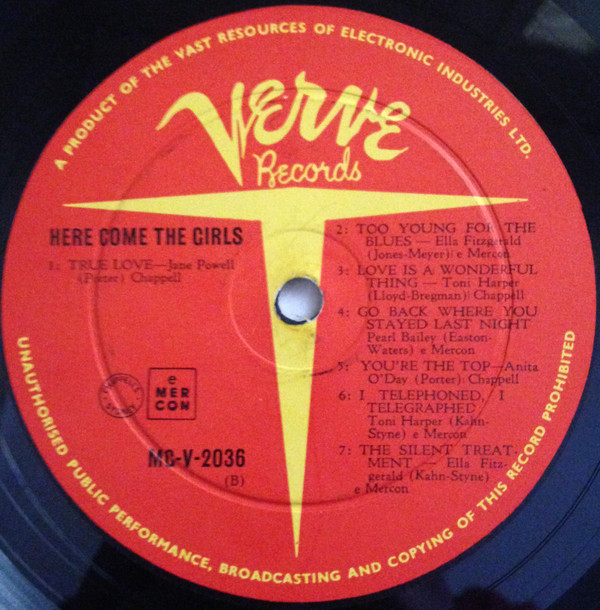 A PRODUCT OF THE VAST RESOURCES OF ELECTRONIC INDUSTRIES LTD.
Verve
Records
HERE COME THE GIRLS
1: TRUE LOVE—Jane Powell
(Porter) Chappell
2: TOO YOUNG FOR THE
BLUES — Ella Fitzgerald
(Jones-Meyer): e Mercon
3: LOVE IS A WONDERFUL
THING — Toni Harper
(Lloyd-Bregman): Chappell
4: GO BACK WHERE YOU
STAYED LAST NIGHT
Pearl Bailey (Easton-
Waters) e Mercon
5: YOU'RE THE TOP—Anita
O'Day (Porter): Chappell
6: I TELEPHONED, I
TELEGRAPHED
Toni Harper (Kahn-
Styne) e Mercon
7: THE SILENT TREAT-
MENT — Ella Fitz-
gerald (Kahn-Styne)
e Mercon
CHAPPELL
SYDNEY
e
MER
CON
MG-V-2036
(B)
UNAUTHORISED PUBLIC PERFORMANCE, BROADCASTING AND COPYING OF THIS RECORD PROHIBITED